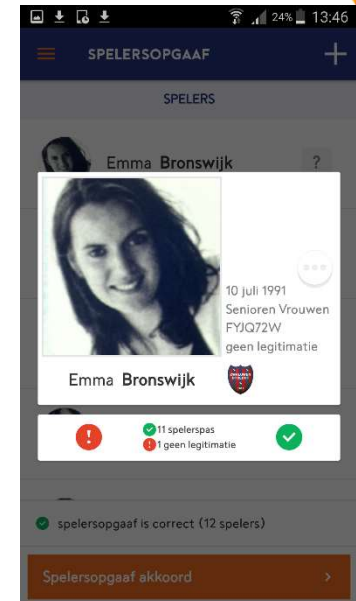 24% 13:46
SPELERSOPGAAF
SPELERS
Emma Bronswijk ?
10 juli 1991
Senioren Vrouwen
FYJQ72W
geen legitimatie
Emma Bronswijk
11 spelerspas
1 geen legitimatie
spelersopgaaf is correct (12 spelers)
Spelersopgaaf akkoord